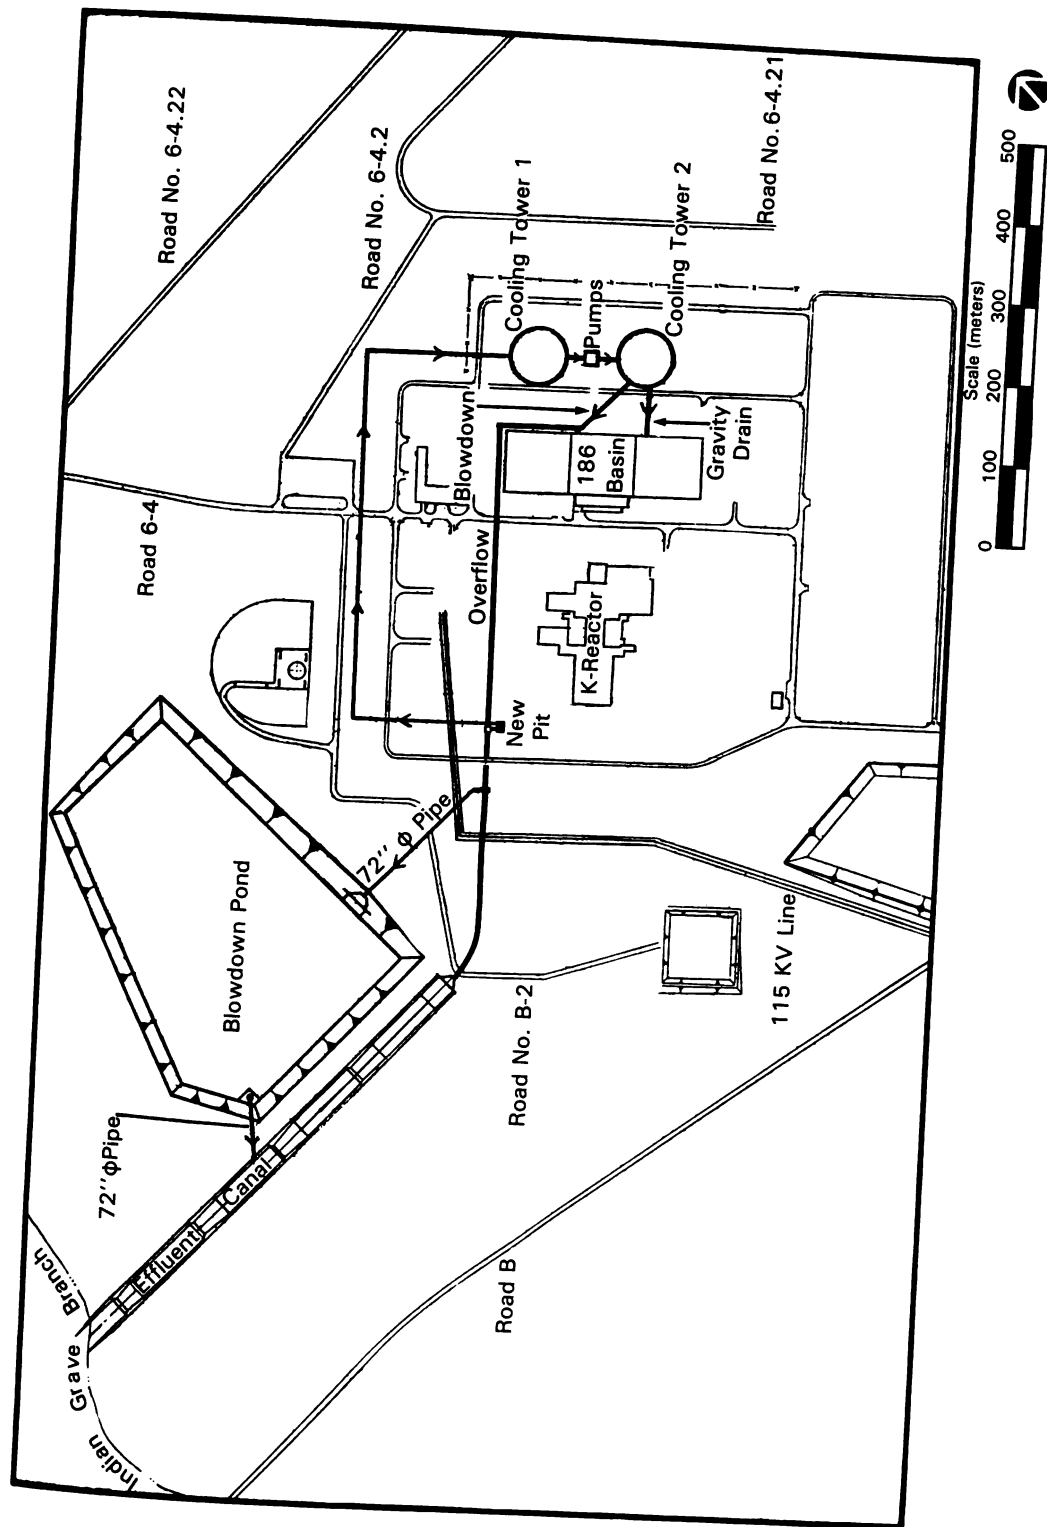 Road No. 6-4.22
Road No. 6-4.2
Road No. 6-4.21
Cooling Tower 1
Cooling Tower 2
Pumps
Blowdown
Gravity
Drain
186
Basin
Road 6-4
Overflow
K-Reactor
New
Pit
72'' ϕ Pipe
Blowdown Pond
115 KV Line
Road No. B-2
72''ϕPipe
Effluent Canal
Road B
Indian Grave Branch
Scale (meters)
0 100 200 300 400 500